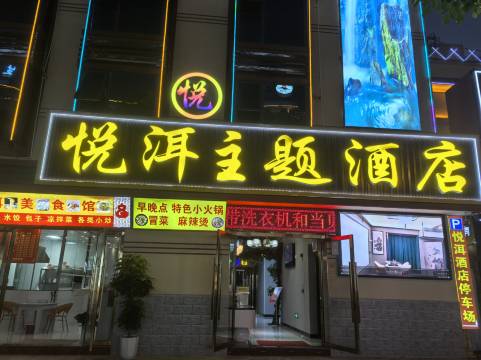 悦
悦洱主题酒店
美食馆
水饺 包子 凉拌菜 各类小炒
早晚点 特色小火锅
冒菜 麻辣烫
带洗衣机和当
P
悦洱酒店停车场